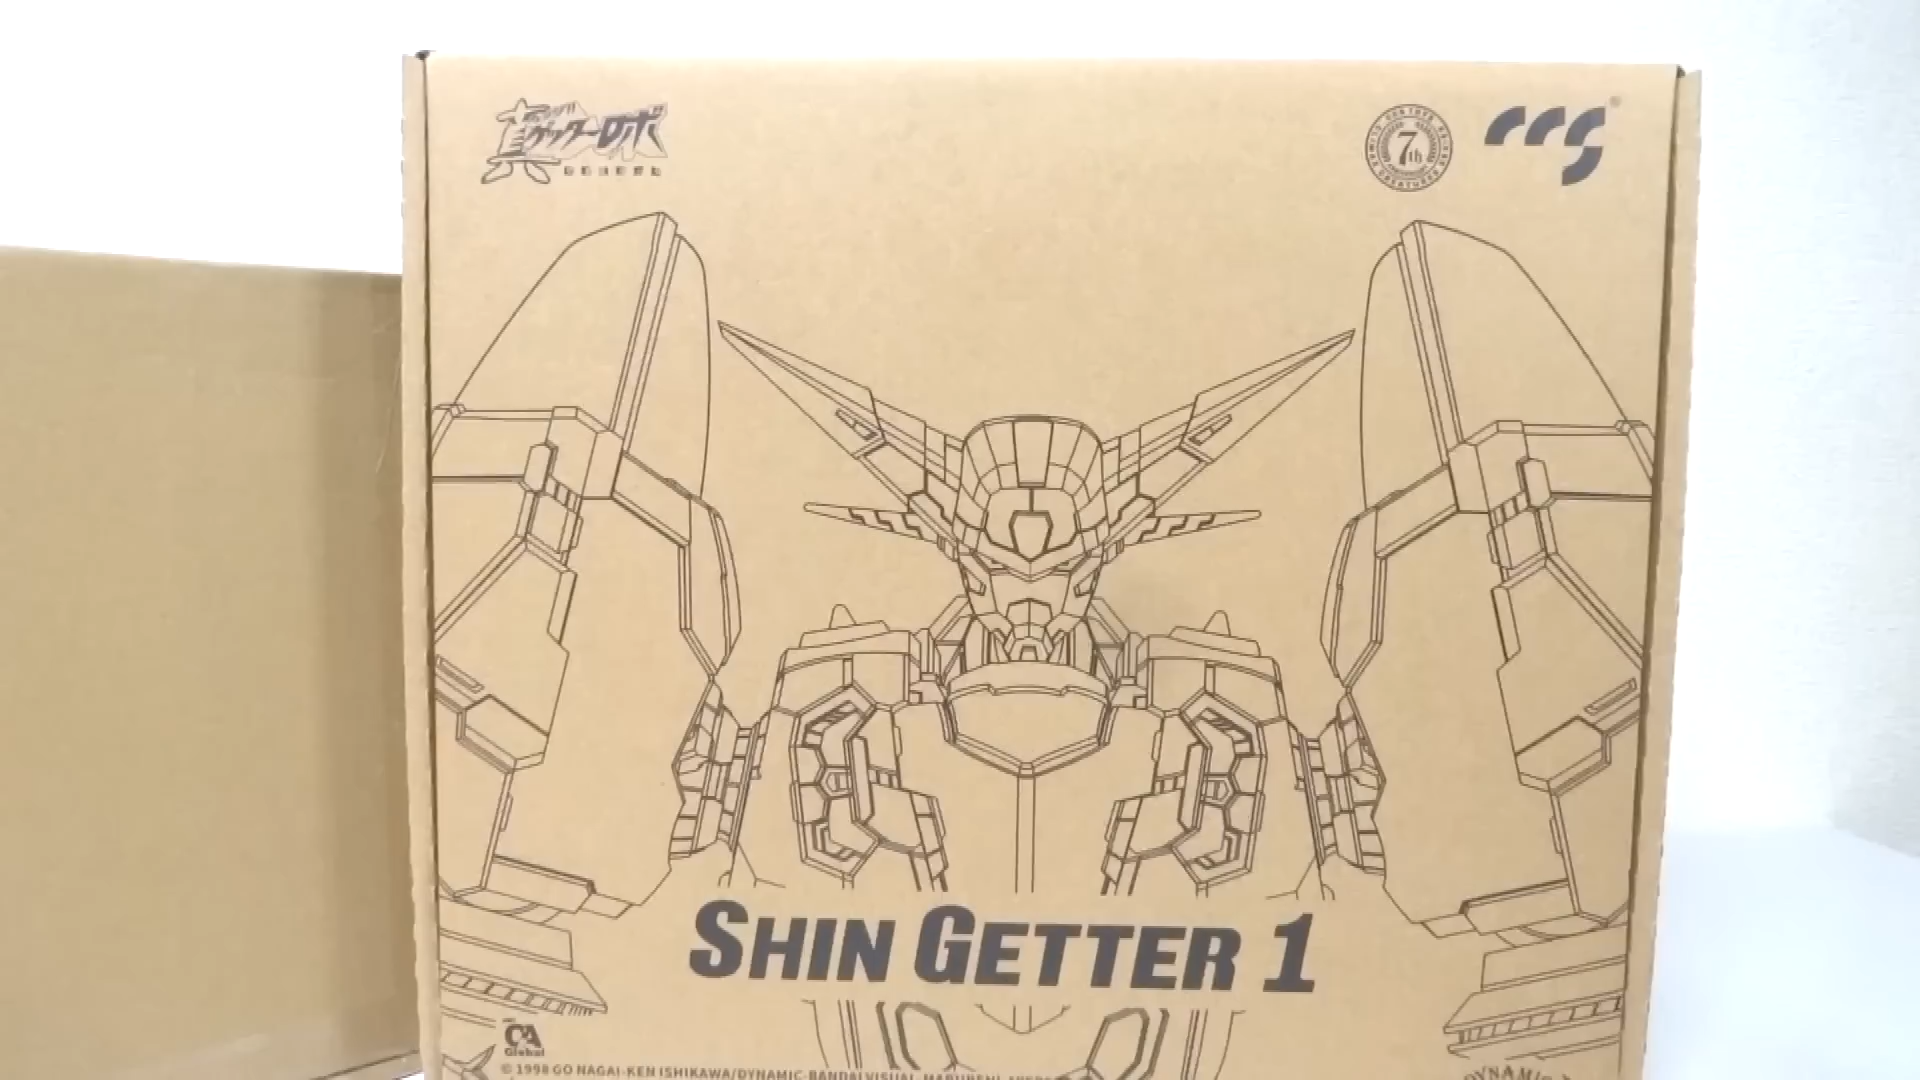 真ゲッターロボ
7th
ccs
SHIN GETTER 1
CA
Global
© 1998 GO NAGAI·KEN ISHIKAWA/DYNAMIC·BANDAI VISUAL·MARUBENI
DYNAMIC